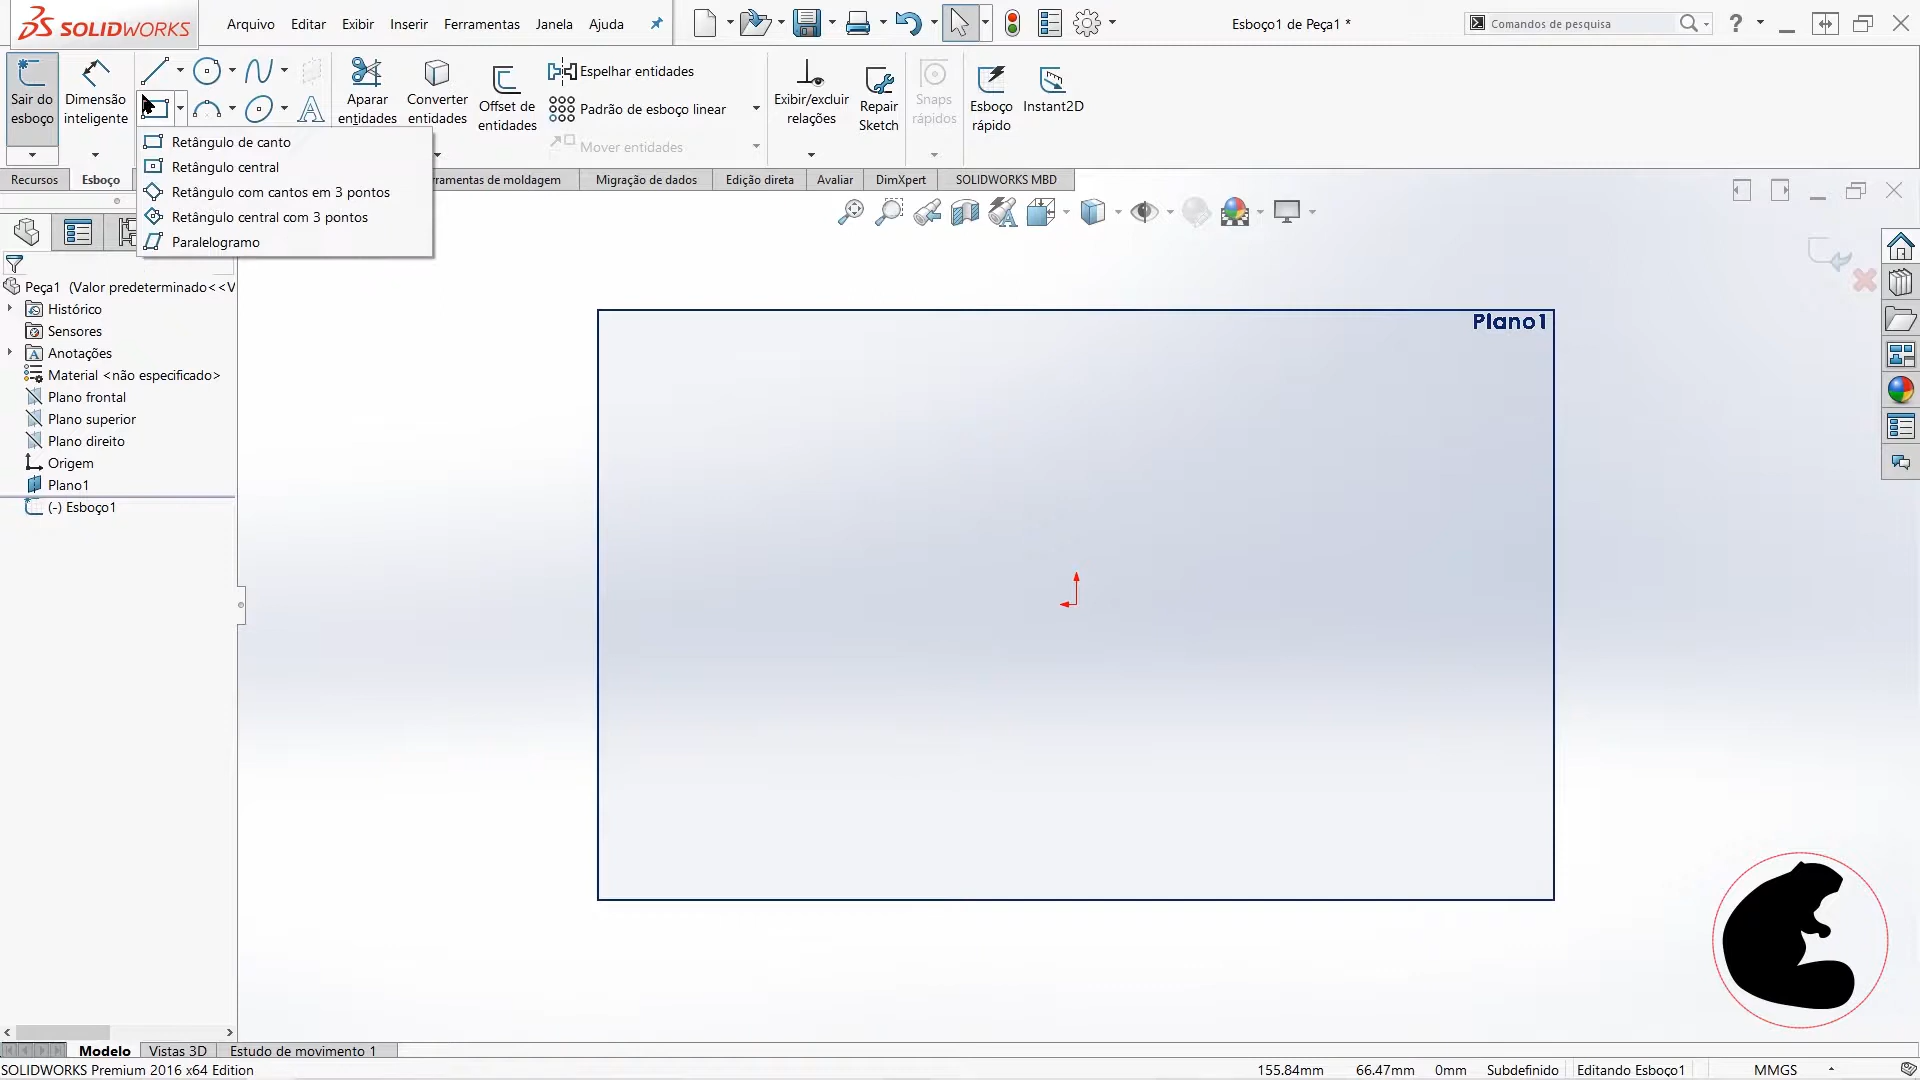 SOLIDWORKS
Arquivo Editar Exibir Inserir Ferramentas Janela Ajuda
Esboço1 de Peça1 *
Comandos de pesquisa
?
Sair do esboço
Dimensão inteligente
Aparar entidades
Converter entidades
Offset de entidades
Espelhar entidades
Padrão de esboço linear
Mover entidades
Exibir/excluir relações
Repair Sketch
Snaps rápidos
Esboço rápido
Instant2D
Retângulo de canto
Retângulo central
Retângulo com cantos em 3 pontos
Retângulo central com 3 pontos
Paralelogramo
Recursos Esboço rramentas de moldagem Migração de dados Edição direta Avaliar DimXpert SOLIDWORKS MBD
Peça1 (Valor predeterminado<<V
Histórico
Sensores
Anotações
Material <não especificado>
Plano frontal
Plano superior
Plano direito
Origem
Plano1
(-) Esboço1
Plano1
Modelo Vistas 3D Estudo de movimento 1
SOLIDWORKS Premium 2016 x64 Edition
155.84mm 66.47mm 0mm Subdefinido Editando Esboço1 MMGS